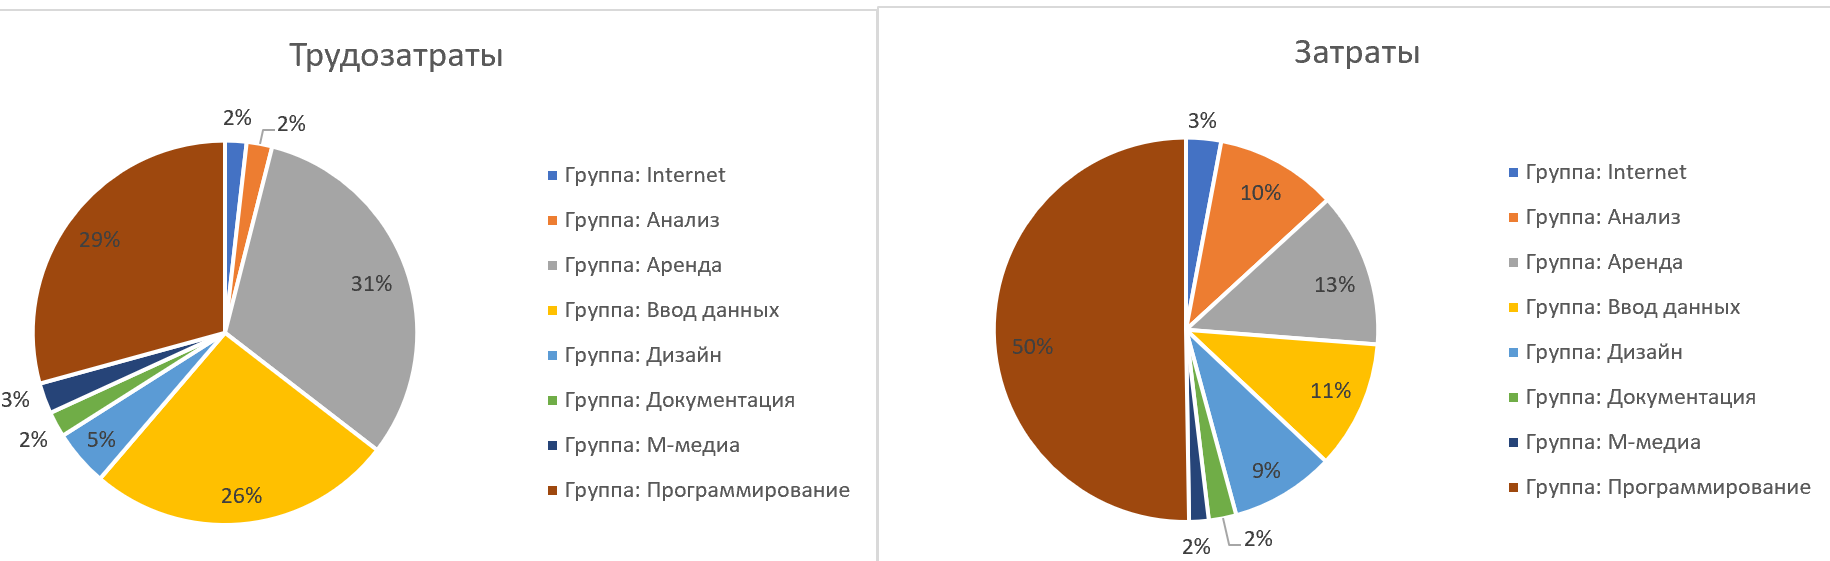 Трудозатраты
2%
2%
31%
26%
5%
2%
3%
29%
Группа: Internet
Группа: Анализ
Группа: Аренда
Группа: Ввод данных
Группа: Дизайн
Группа: Документация
Группа: М-медиа
Группа: Программирование
Затраты
3%
10%
13%
11%
9%
2%
2%
50%
Группа: Internet
Группа: Анализ
Группа: Аренда
Группа: Ввод данных
Группа: Дизайн
Группа: Документация
Группа: М-медиа
Группа: Программирование